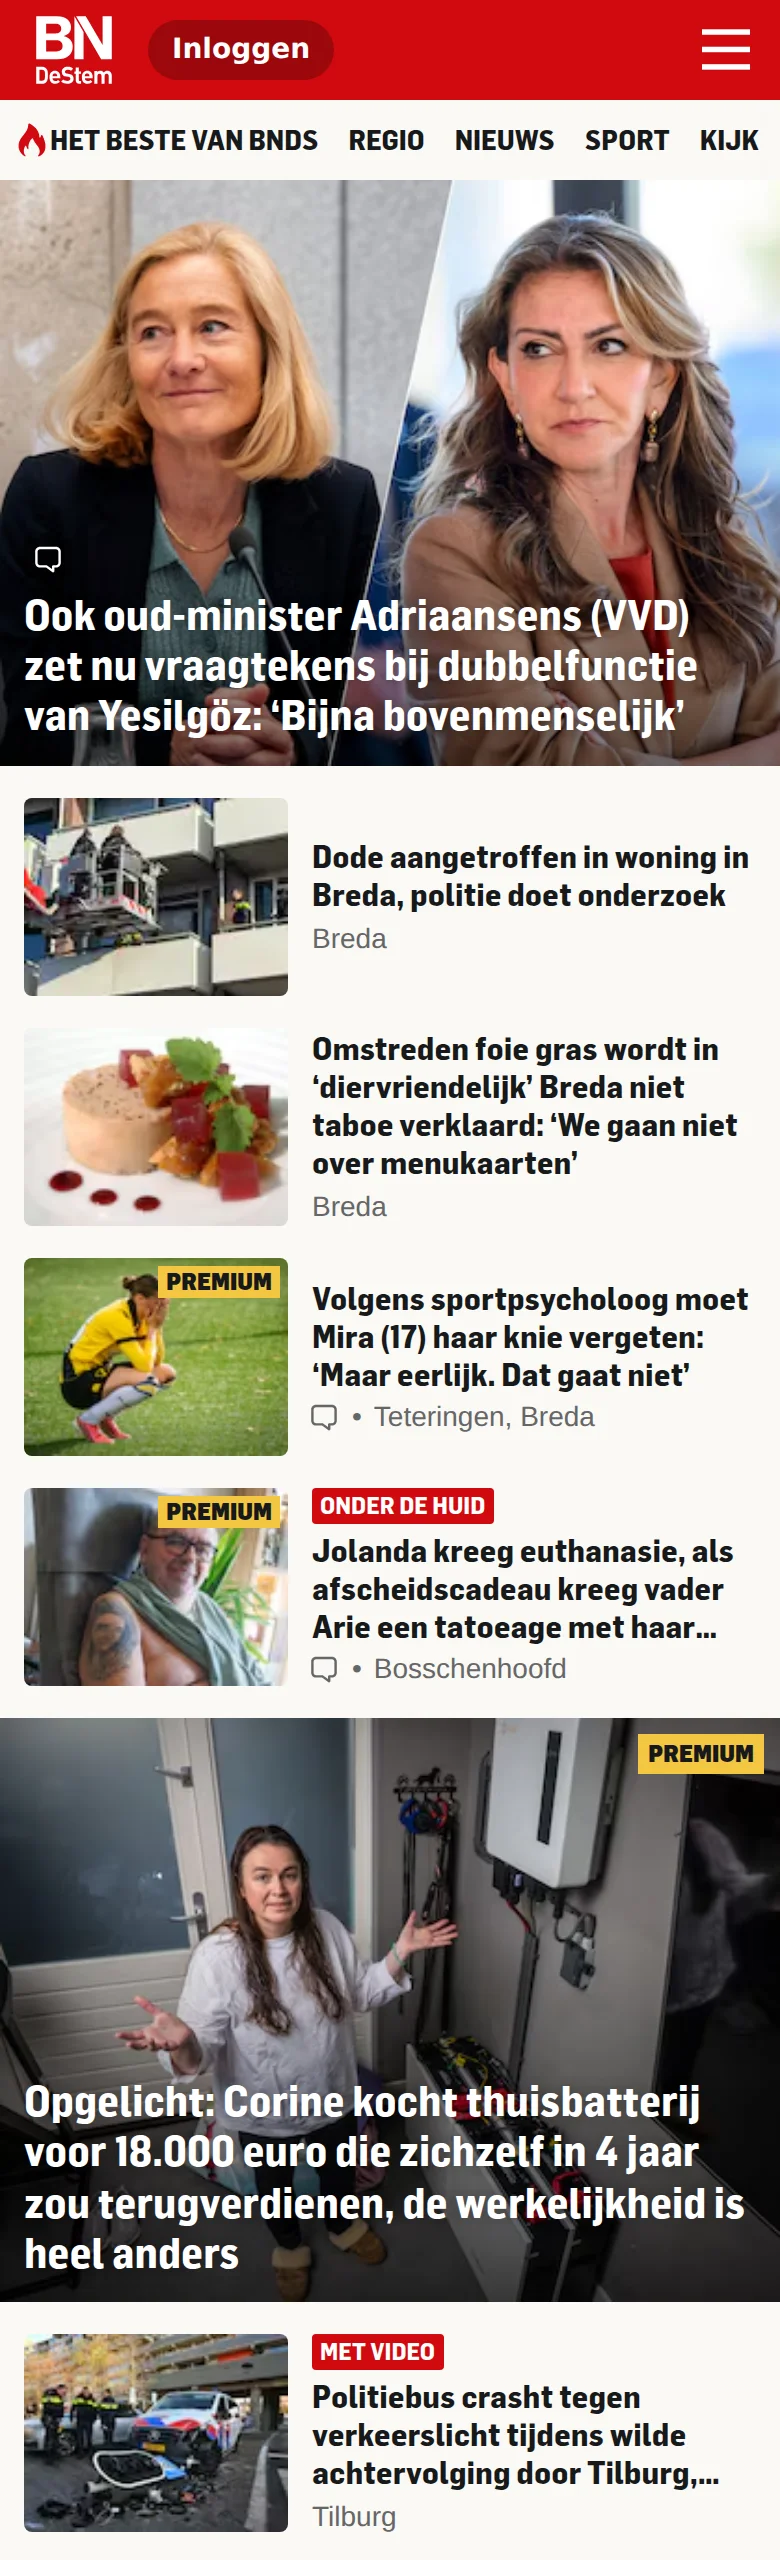 BN
DeStem
Inloggen
HET BESTE VAN BNDS REGIO NIEUWS SPORT KIJK
Ook oud-minister Adriaansens (VVD)
zet nu vraagtekens bij dubbelfunctie
van Yesilgöz: ‘Bijna bovenmenselijk’
Dode aangetroffen in woning in
Breda, politie doet onderzoek
Breda
Omstreden foie gras wordt in
‘diervriendelijk’ Breda niet
taboe verklaard: ‘We gaan niet
over menukaarten’
Breda
PREMIUM
Volgens sportpsycholoog moet
Mira (17) haar knie vergeten:
‘Maar eerlijk. Dat gaat niet’
• Teteringen, Breda
PREMIUM
ONDER DE HUID
Jolanda kreeg euthanasie, als
afscheidscadeau kreeg vader
Arie een tatoeage met haar...
• Bosschenhoofd
PREMIUM
Opgelicht: Corine kocht thuisbatterij
voor 18.000 euro die zichzelf in 4 jaar
zou terugverdienen, de werkelijkheid is
heel anders
MET VIDEO
Politiebus crasht tegen
verkeerslicht tijdens wilde
achtervolging door Tilburg,...
Tilburg